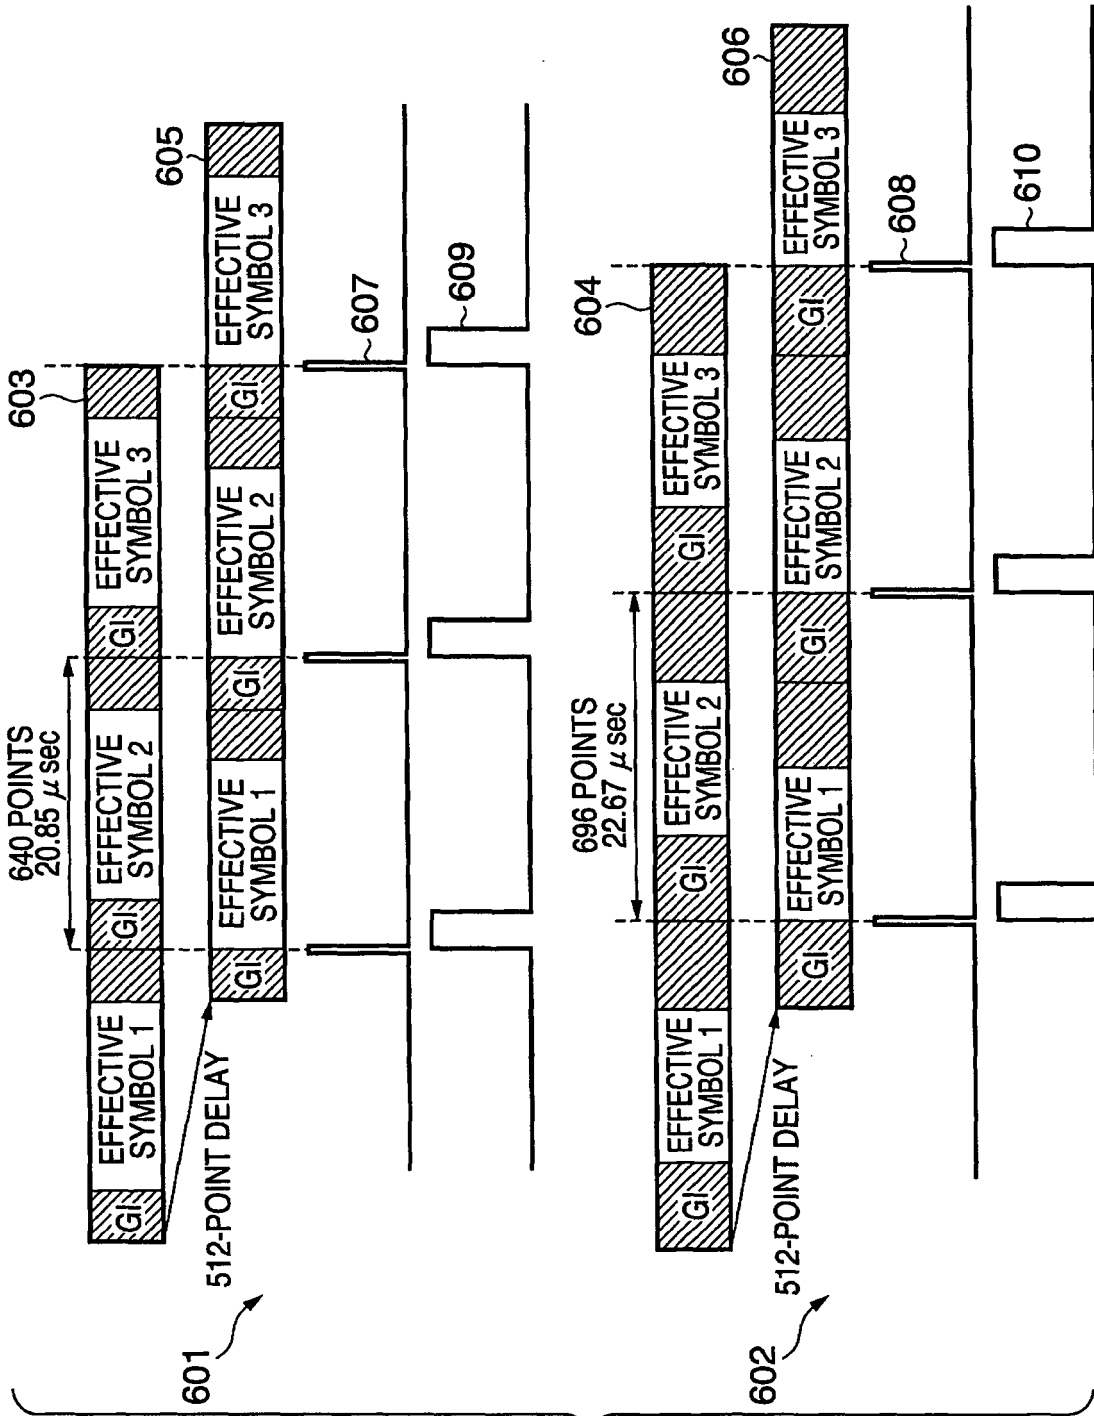 601
640 POINTS
20.85 μ sec
603
GI
EFFECTIVE
SYMBOL 1
GI
EFFECTIVE
SYMBOL 2
GI
EFFECTIVE
SYMBOL 3
512-POINT DELAY
605
GI
EFFECTIVE
SYMBOL 1
GI
EFFECTIVE
SYMBOL 2
GI
EFFECTIVE
SYMBOL 3
607
609
602
696 POINTS
22.67 μ sec
604
GI
EFFECTIVE
SYMBOL 1
GI
EFFECTIVE
SYMBOL 2
GI
EFFECTIVE
SYMBOL 3
512-POINT DELAY
606
GI
EFFECTIVE
SYMBOL 1
GI
EFFECTIVE
SYMBOL 2
GI
EFFECTIVE
SYMBOL 3
608
610